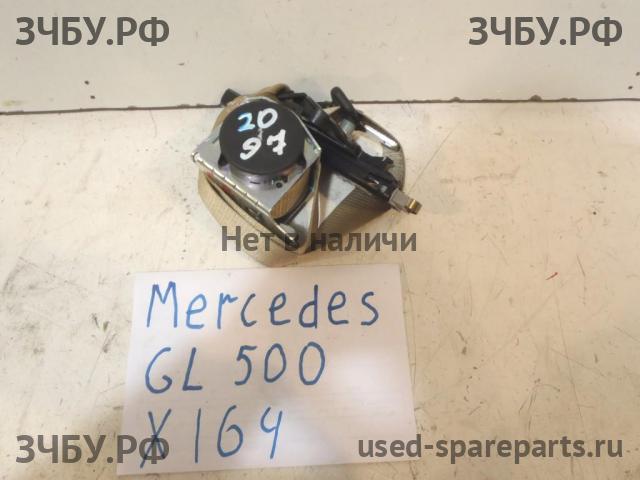 ЗЧБУ.РФ ЗЧБУ.РФ
20
97
Нет в наличи
Mercedes
GL 500
X164
ЗЧБУ.РФ used-spareparts.ru